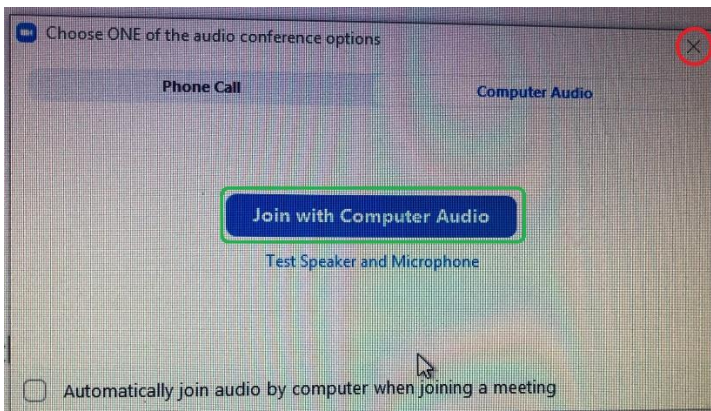 Choose ONE of the audio conference options
Phone Call
Computer Audio
Join with Computer Audio
Test Speaker and Microphone
Automatically join audio by computer when joining a meeting